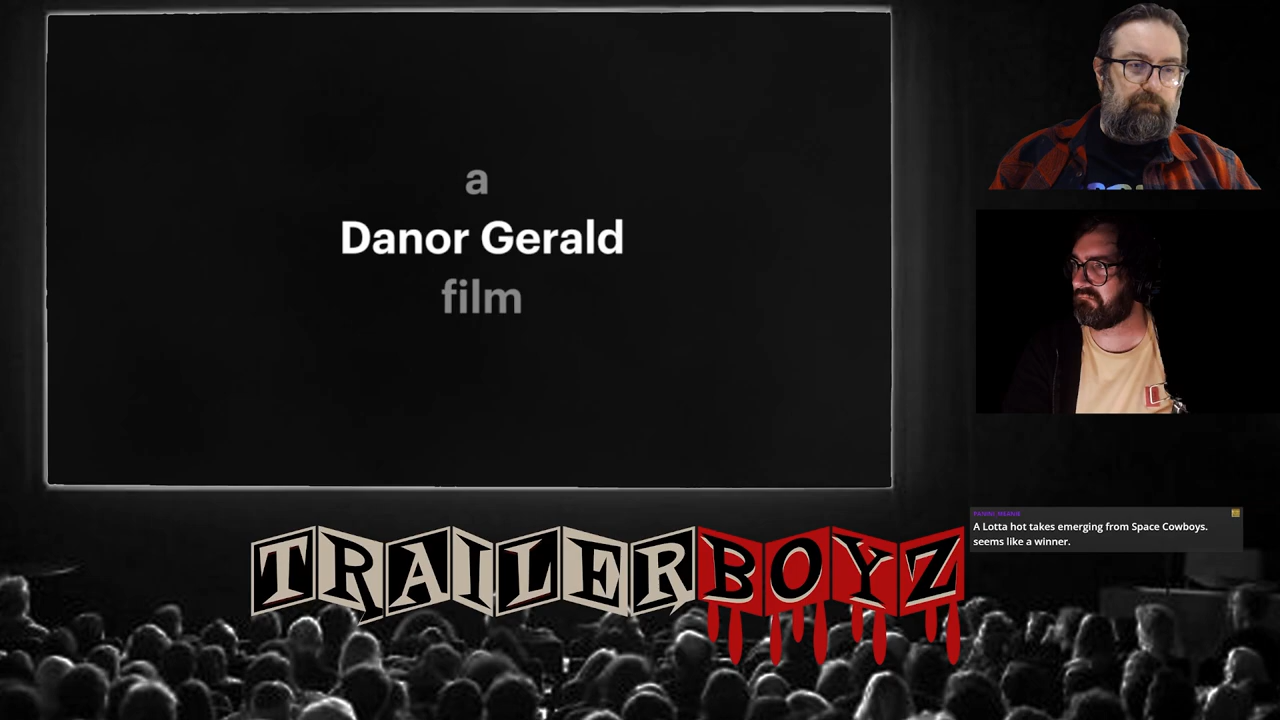 a
Danor Gerald
film
TRAILERBOYZ
A Lotta hot takes emerging from Space Cowboys.
seems like a winner.